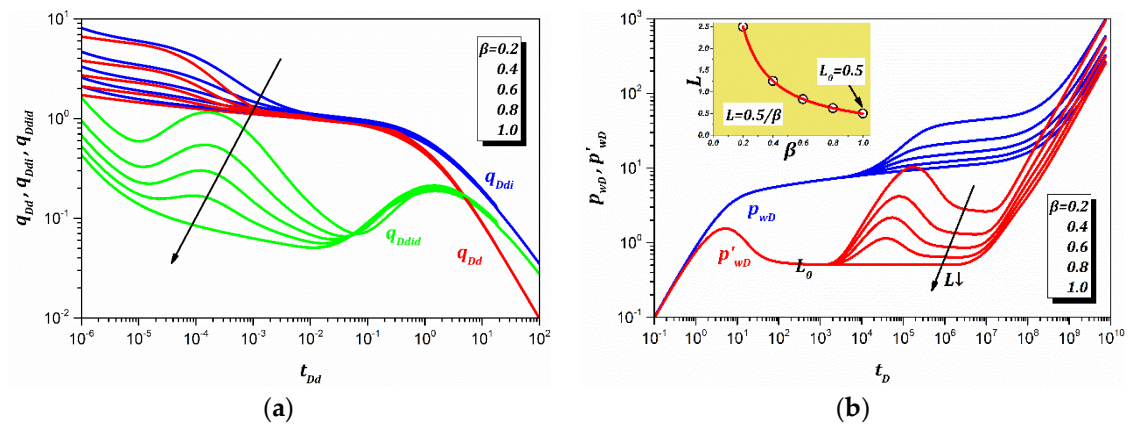 10^1
10^0
10^-1
10^-2
q_Dd, q_Ddi, q_Ddid
β=0.2
0.4
0.6
0.8
1.0
q_Ddi
q_Ddid
q_Dd
10^-6 10^-5 10^-4 10^-3 10^-2 10^-1 10^0 10^1 10^2
t_Dd
(a)
10^3
10^2
10^1
10^0
10^-1
p_wD, p'_wD
2.5
2.0
1.5
1.0
0.5
0.0
L
L_0=0.5
L=0.5/β
0.0 0.2 0.4 0.6 0.8 1.0
β
p_wD
p'_wD
L_0
L↓
β=0.2
0.4
0.6
0.8
1.0
10^-1 10^0 10^1 10^2 10^3 10^4 10^5 10^6 10^7 10^8 10^9 10^10
t_D
(b)